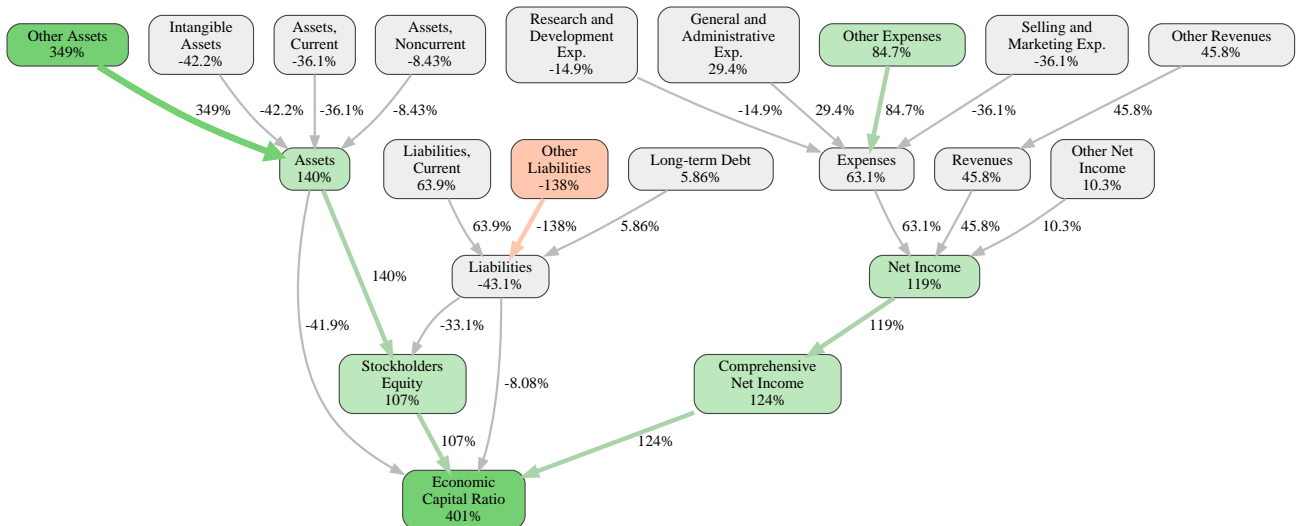 Other Assets
349%
Intangible
Assets
-42.2%
Assets,
Current
-36.1%
Assets,
Noncurrent
-8.43%
Research and
Development
Exp.
-14.9%
General and
Administrative
Exp.
29.4%
Other Expenses
84.7%
Selling and
Marketing Exp.
-36.1%
Other Revenues
45.8%
349%
-42.2%
-36.1%
-8.43%
-14.9%
29.4%
84.7%
-36.1%
45.8%
Assets
140%
Liabilities,
Current
63.9%
Other
Liabilities
-138%
Long-term Debt
5.86%
Expenses
63.1%
Revenues
45.8%
Other Net
Income
10.3%
63.9%
-138%
5.86%
63.1%
45.8%
10.3%
140%
Liabilities
-43.1%
Net Income
119%
-41.9%
-33.1%
119%
Stockholders
Equity
107%
-8.08%
Comprehensive
Net Income
124%
107%
124%
Economic
Capital Ratio
401%